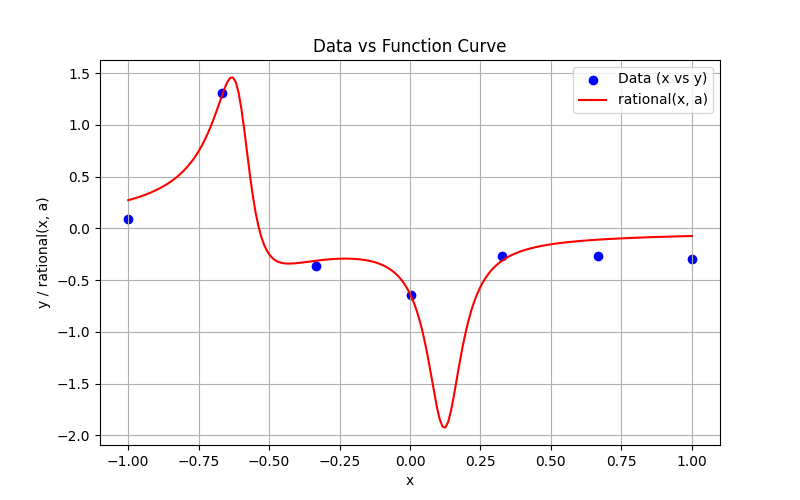 Data vs Function Curve
Data (x vs y)
rational(x, a)
y / rational(x, a)
1.5
1.0
0.5
0.0
−0.5
−1.0
−1.5
−2.0
−1.00 −0.75 −0.50 −0.25 0.00 0.25 0.50 0.75 1.00
x